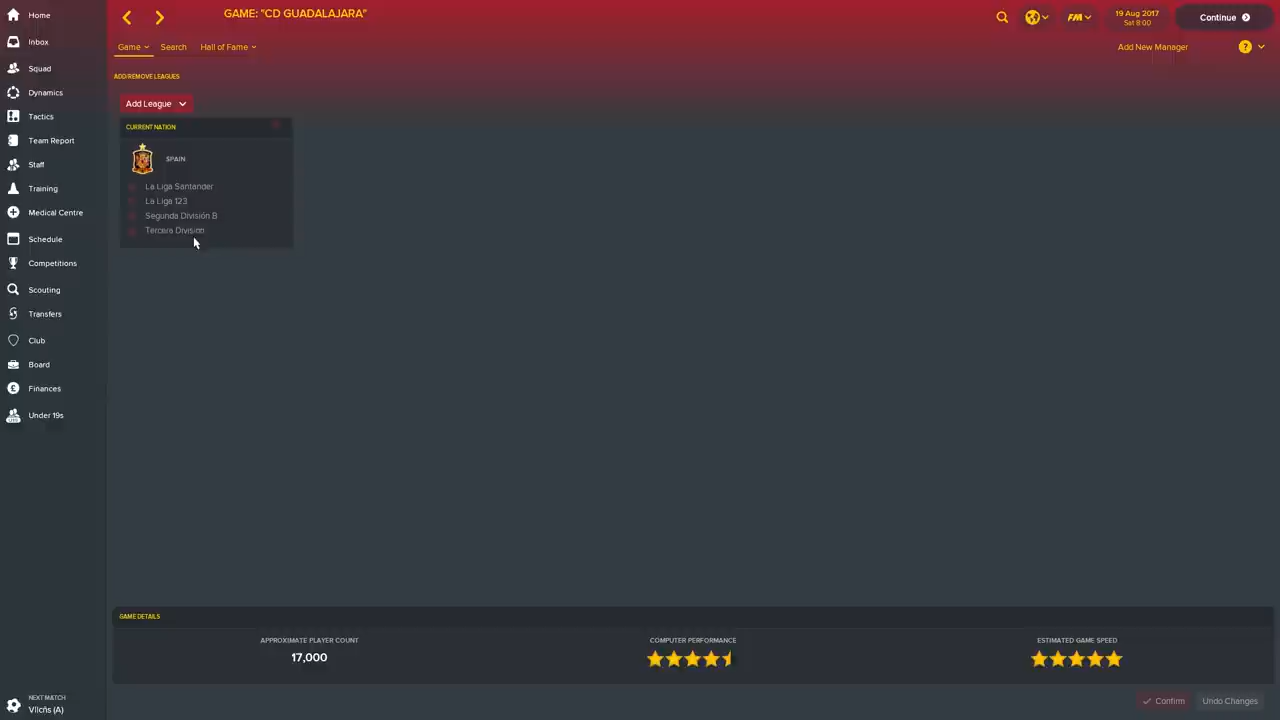 Home
Inbox
Squad
Dynamics
Tactics
Team Report
Staff
Training
Medical Centre
Schedule
Competitions
Scouting
Transfers
Club
Board
Finances
Under 19s
NEXT MATCH
GAME: "CD GUADALAJARA"
FM
19 Aug 2017
Sat 8:00
Continue
Game
Search
Hall of Fame
Add New Manager
?
ADD/REMOVE LEAGUES
Add League
CURRENT NATION
SPAIN
La Liga Santander
La Liga 123
Segunda División B
Tercera División
GAME DETAILS
APPROXIMATE PLAYER COUNT
17,000
COMPUTER PERFORMANCE
ESTIMATED GAME SPEED
Confirm
Undo Changes